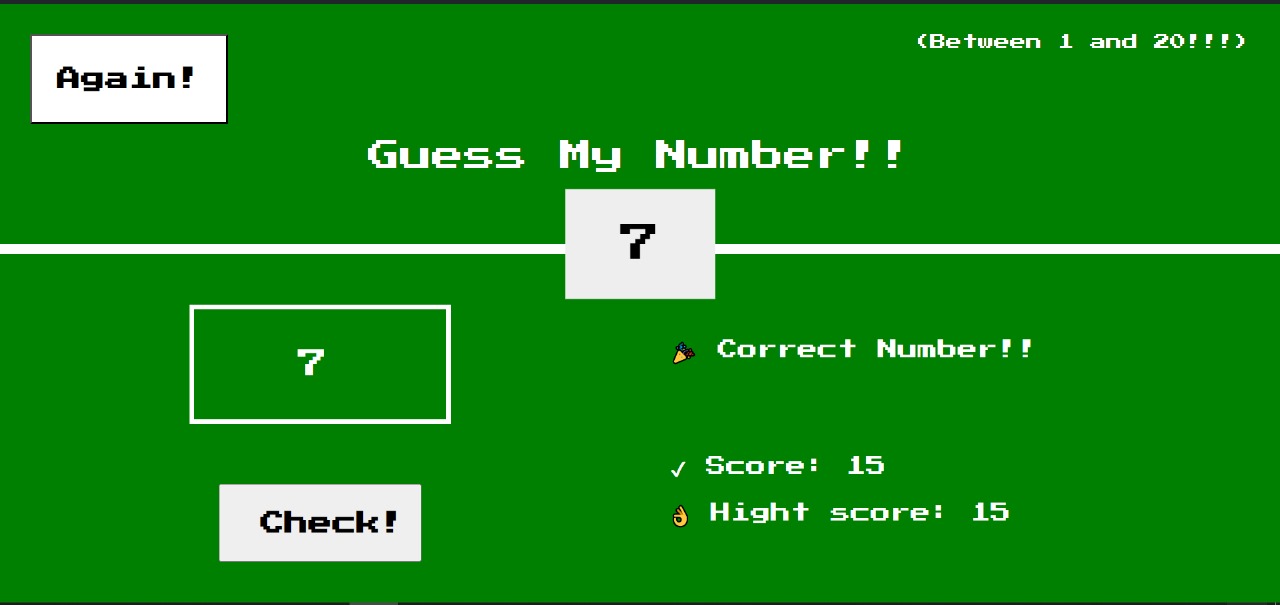 (Between 1 and 20!!!)
Again!
Guess My Number!!
7
7
🎉 Correct Number!!
✓ Score: 15
👌 Hight score: 15
Check!